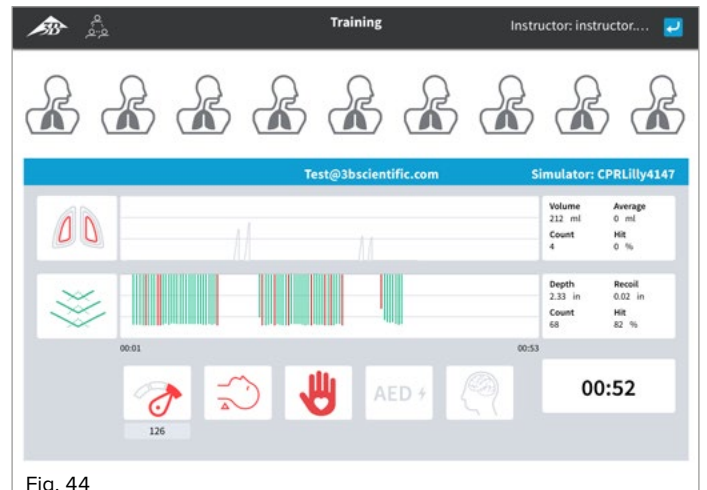 3B Training Instructor: instructor....
Test@3bscientific.com Simulator: CPRLilly4147
Volume Average
212 ml 0 ml
Count Hit
4 0 %
Depth Recoil
2.33 in 0.02 in
Count Hit
68 82 %
00:01 00:53
AED 00:52
126
Fig. 44